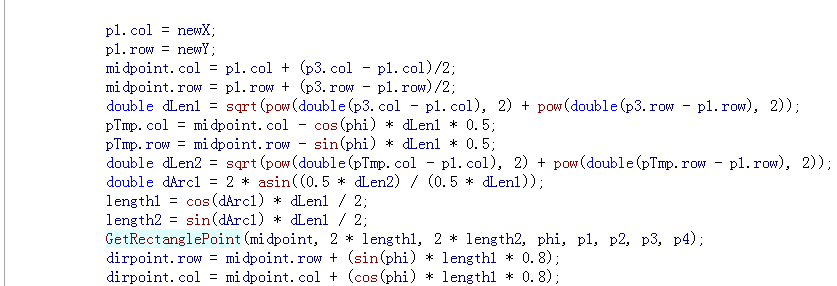 p1.col = newX;
p1.row = newY;
midpoint.col = p1.col + (p3.col - p1.col)/2;
midpoint.row = p1.row + (p3.row - p1.row)/2;
double dLen1 = sqrt(pow(double(p3.col - p1.col), 2) + pow(double(p3.row - p1.row), 2));
pTmp.col = midpoint.col - cos(phi) * dLen1 * 0.5;
pTmp.row = midpoint.row - sin(phi) * dLen1 * 0.5;
double dLen2 = sqrt(pow(double(pTmp.col - p1.col), 2) + pow(double(pTmp.row - p1.row), 2));
double dArc1 = 2 * asin((0.5 * dLen2) / (0.5 * dLen1));
length1 = cos(dArc1) * dLen1 / 2;
length2 = sin(dArc1) * dLen1 / 2;
GetRectanglePoint(midpoint, 2 * length1, 2 * length2, phi, p1, p2, p3, p4);
dirpoint.row = midpoint.row + (sin(phi) * length1 * 0.8);
dirpoint.col = midpoint.col + (cos(phi) * length1 * 0.8);